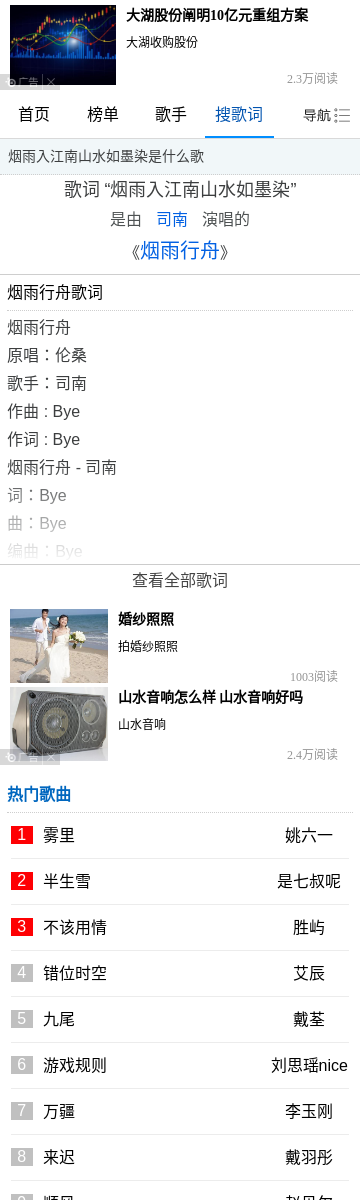 大湖股份阐明10亿元重组方案
大湖收购股份
2.3万阅读
广告
首页 榜单 歌手 搜歌词 导航
烟雨入江南山水如墨染是什么歌
歌词 “烟雨入江南山水如墨染”
是由 司南 演唱的
《烟雨行舟》
烟雨行舟歌词
烟雨行舟
原唱：伦桑
歌手：司南
作曲 : Bye
作词 : Bye
烟雨行舟 - 司南
词：Bye
曲：Bye
编曲：Bye
查看全部歌词
婚纱照照
拍婚纱照照
1003阅读
山水音响怎么样 山水音响好吗
山水音响
2.4万阅读
广告
热门歌曲
1 雾里 姚六一
2 半生雪 是七叔呢
3 不该用情 胜屿
4 错位时空 艾辰
5 九尾 戴荃
6 游戏规则 刘思瑶nice
7 万疆 李玉刚
8 来迟 戴羽彤